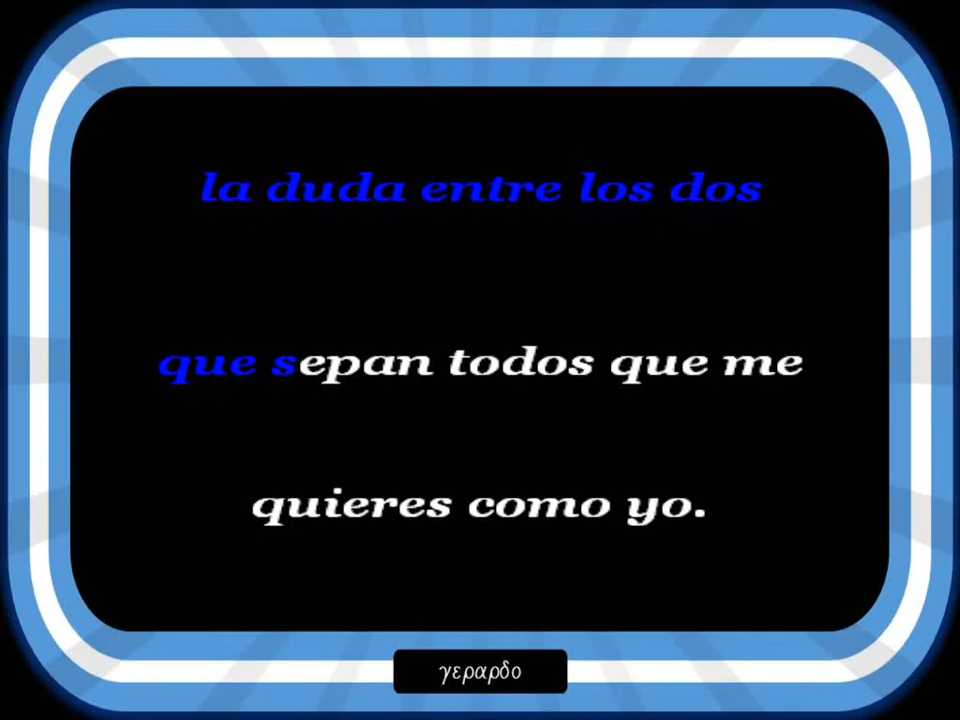 la duda entre los dos
que sepan todos que me
quieres como yo.
γεραρδο